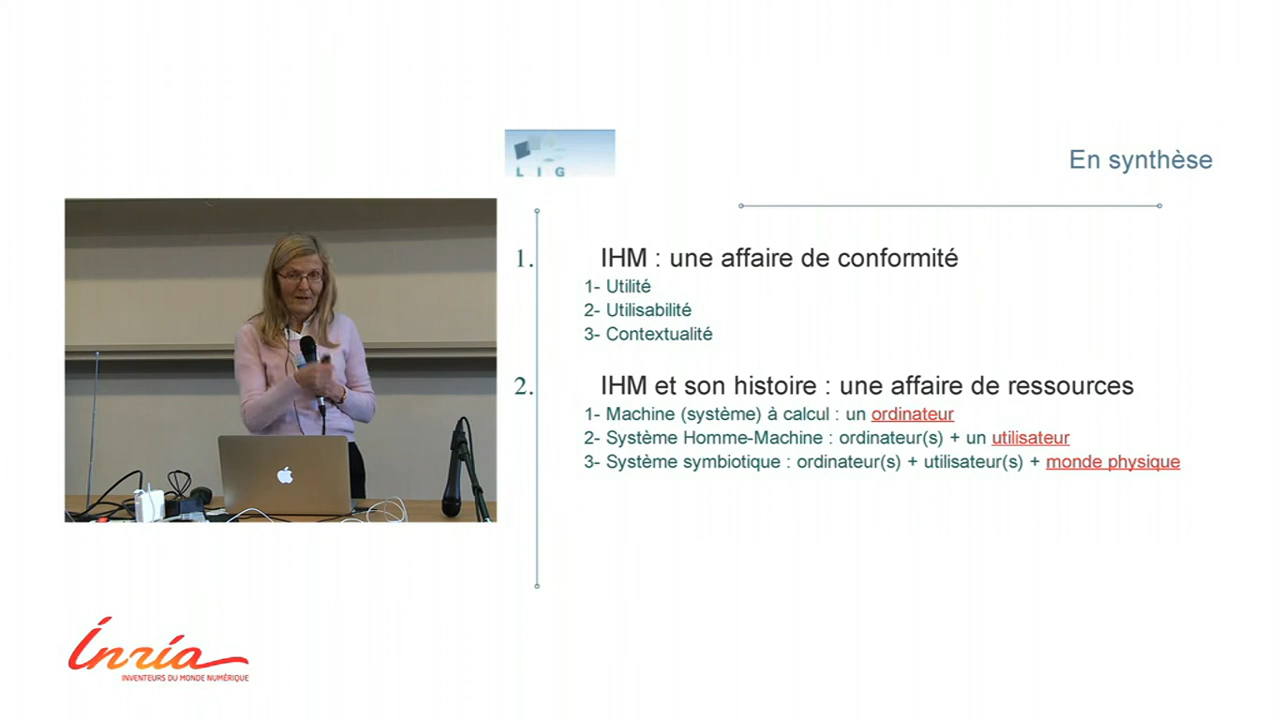 LIG
En synthèse
1. IHM : une affaire de conformité
1- Utilité
2- Utilisabilité
3- Contextualité
2. IHM et son histoire : une affaire de ressources
1- Machine (système) à calcul : un ordinateur
2- Système Homme-Machine : ordinateur(s) + un utilisateur
3- Système symbiotique : ordinateur(s) + utilisateur(s) + monde physique
Inria
INVENTEURS DU MONDE NUMÉRIQUE